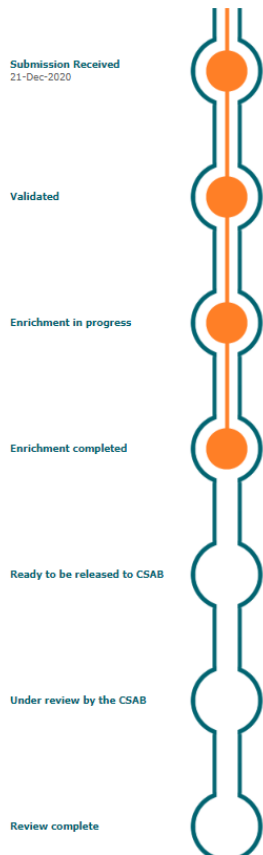 Submission Received
21-Dec-2020
Validated
Enrichment in progress
Enrichment completed
Ready to be released to CSAB
Under review by the CSAB
Review complete